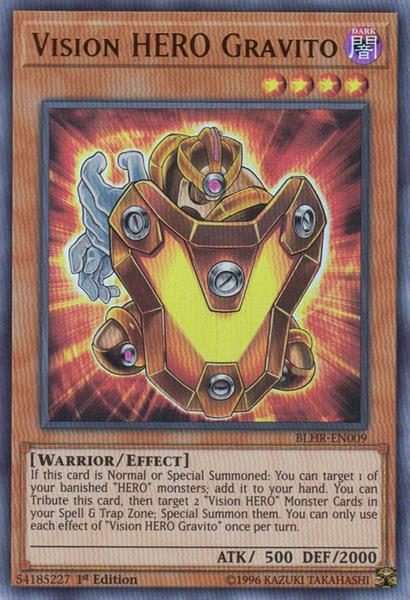 Vision HERO Gravito
DARK
闇
BLHR-EN009
[Warrior/Effect]
If this card is Normal or Special Summoned: You can target 1 of
your banished "HERO" monsters; add it to your hand. You can
Tribute this card, then target 2 "Vision HERO" Monster Cards in
your Spell & Trap Zone; Special Summon them. You can only use
each effect of "Vision HERO Gravito" once per turn.
ATK/ 500 DEF/2000
54185227 1st Edition ©1996 KAZUKI TAKAHASHI